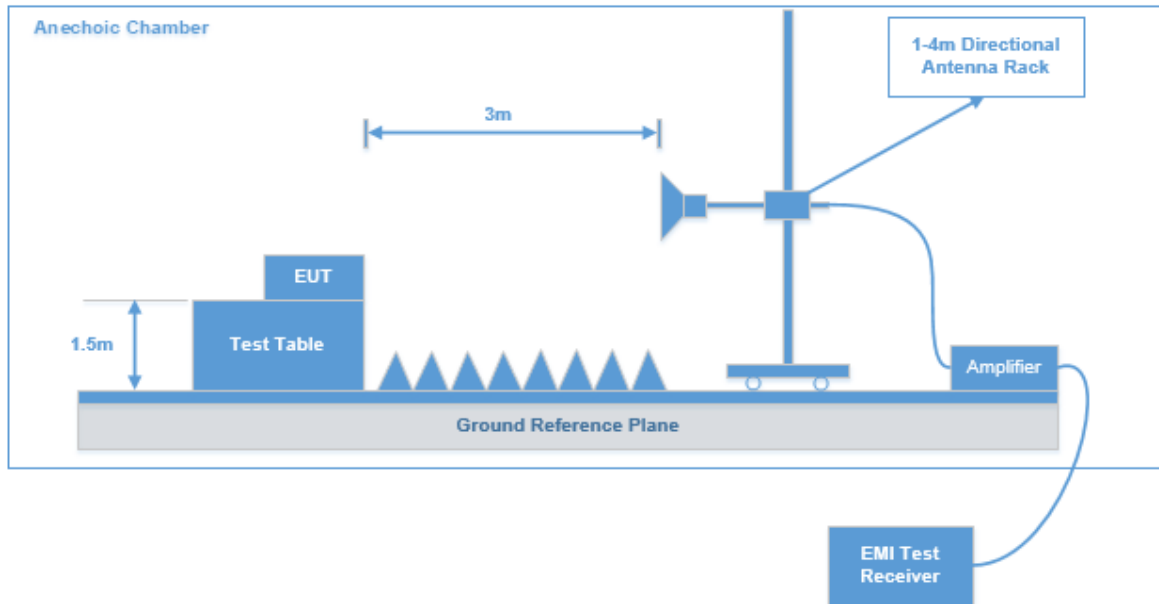 Anechoic Chamber
1-4m Directional
Antenna Rack
3m
EUT
1.5m
Test Table
Amplifier
Ground Reference Plane
EMI Test
Receiver